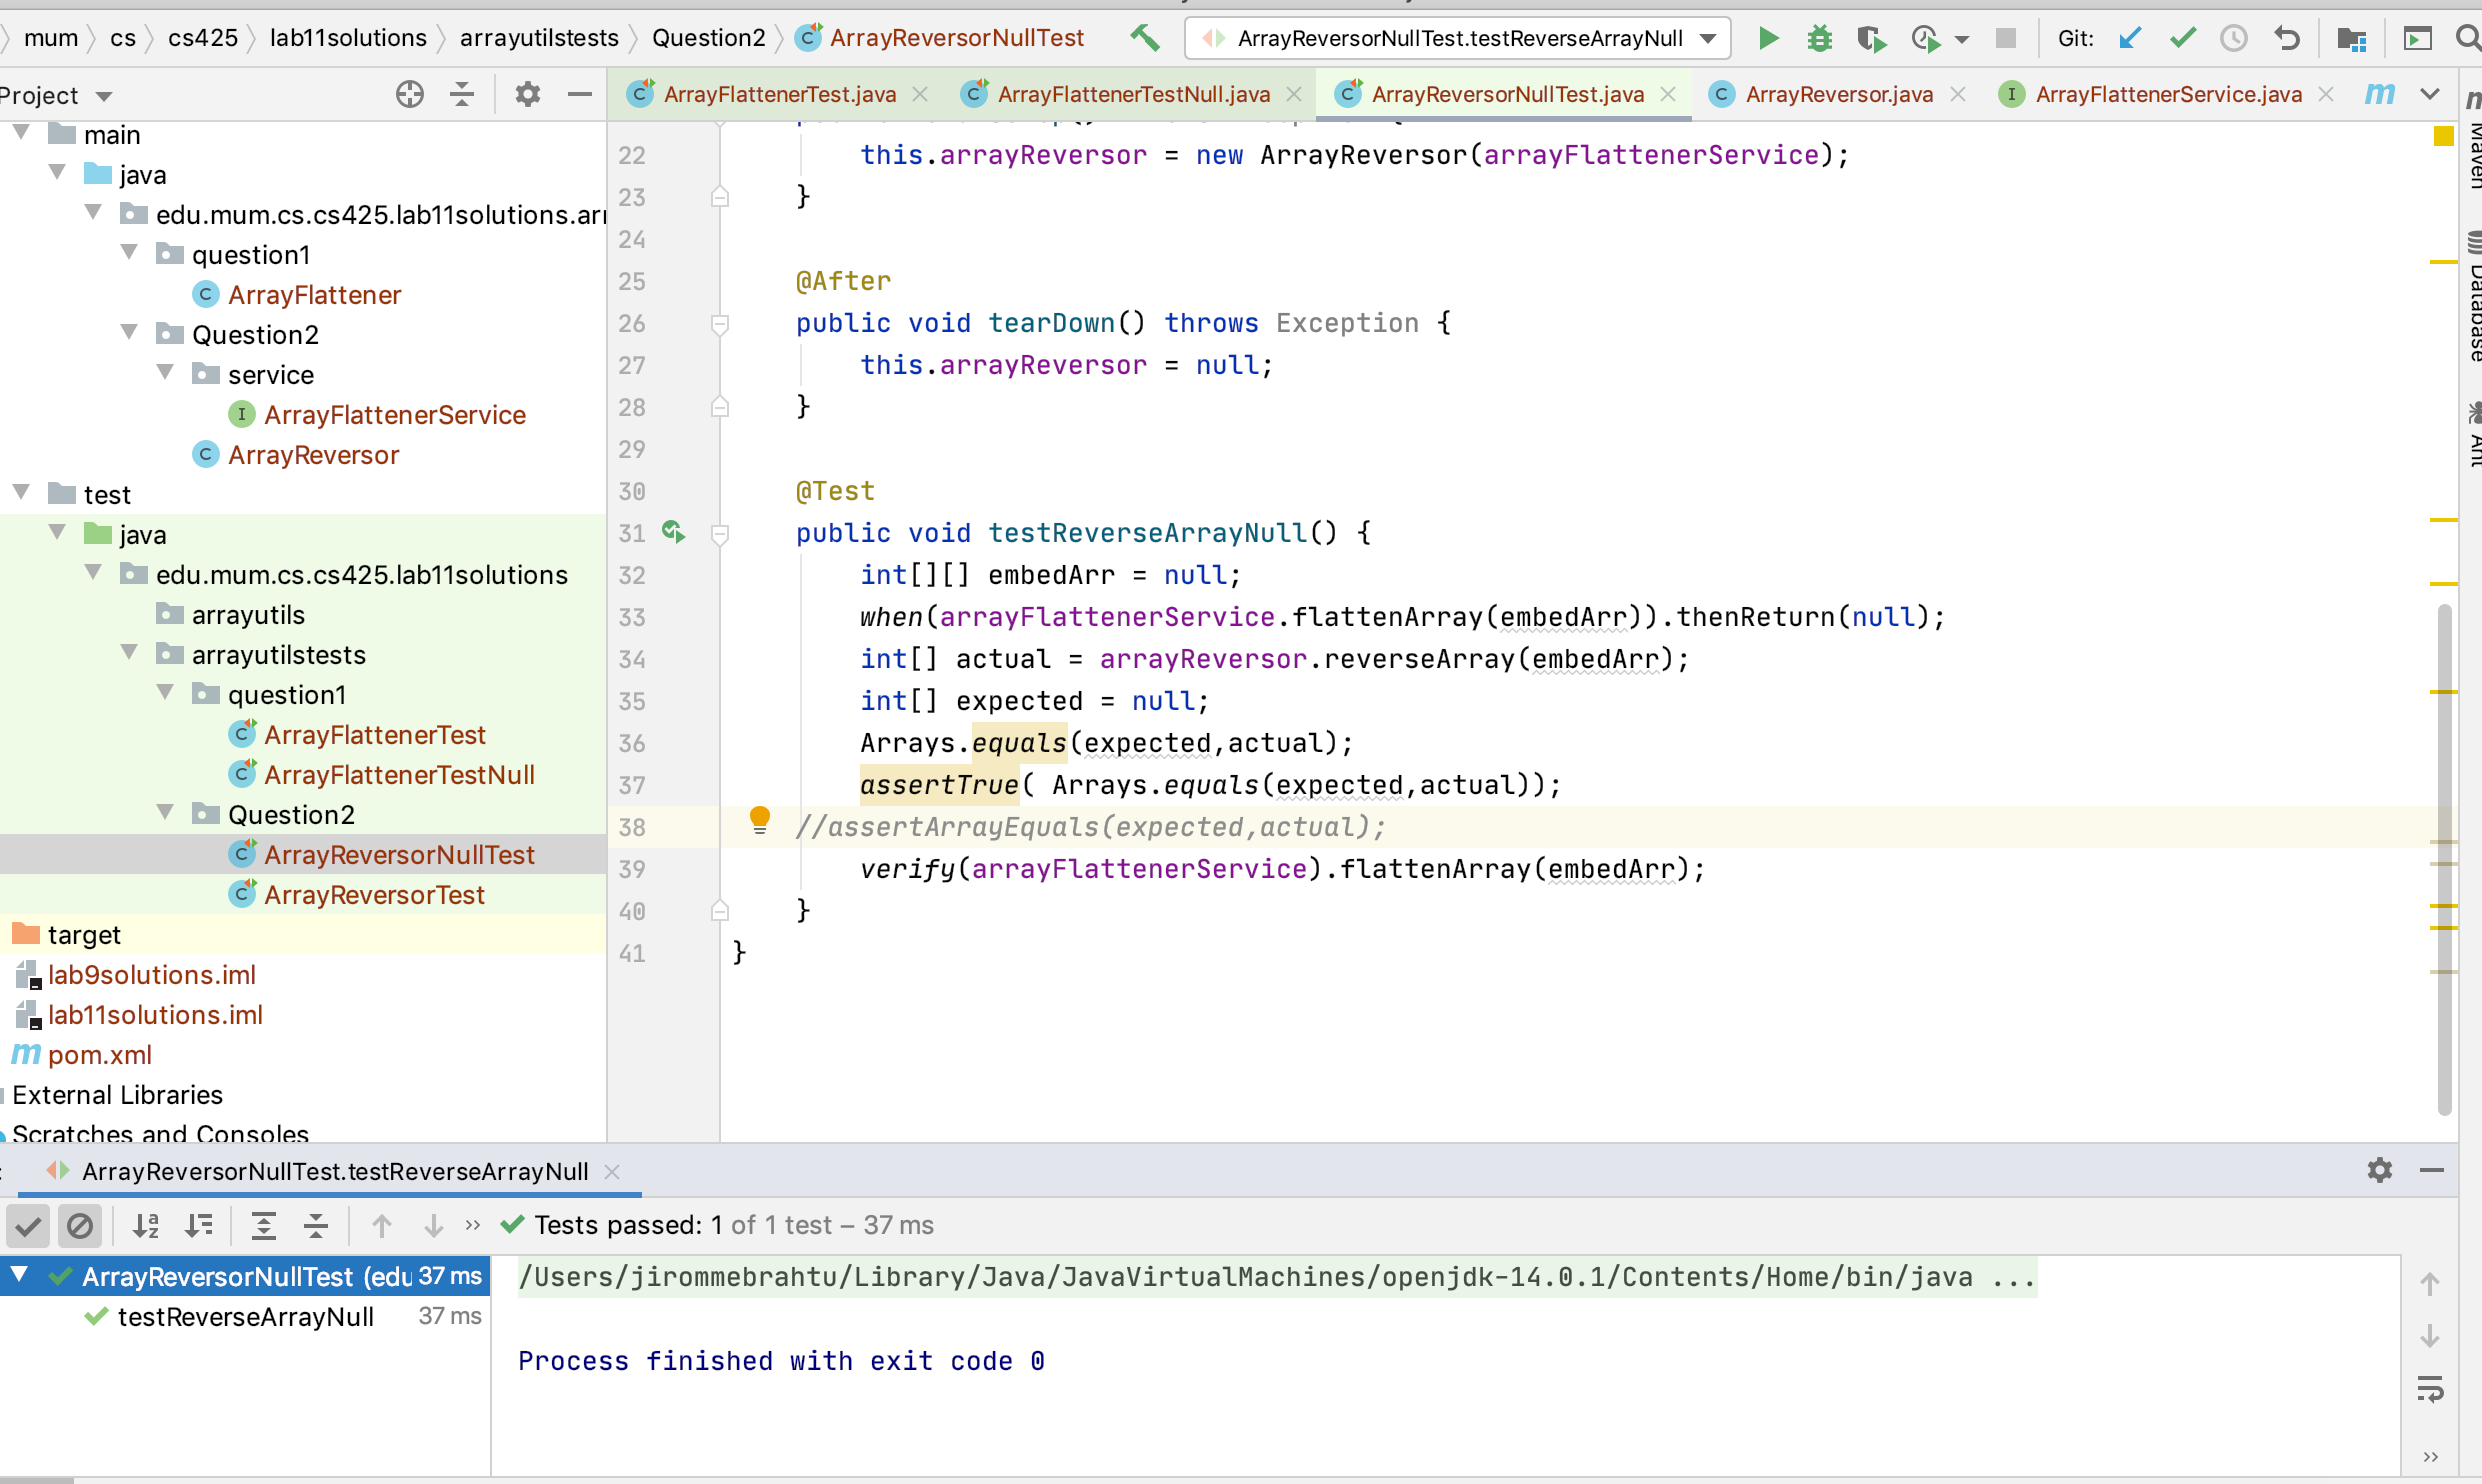 mum cs cs425 lab11solutions arrayutilstests Question2 ArrayReversorNullTest ArrayReversorNullTest.testReverseArrayNull Git:
Project ArrayFlattenerTest.java ArrayFlattenerTestNull.java ArrayReversorNullTest.java ArrayReversor.java ArrayFlattenerService.java m
main
java
edu.mum.cs.cs425.lab11solutions.arr
question1
ArrayFlattener
Question2
service
ArrayFlattenerService
ArrayReversor
test
java
edu.mum.cs.cs425.lab11solutions
arrayutils
arrayutilstests
question1
ArrayFlattenerTest
ArrayFlattenerTestNull
Question2
ArrayReversorNullTest
ArrayReversorTest
target
lab9solutions.iml
lab11solutions.iml
pom.xml
External Libraries
Scratches and Consoles
22 this.arrayReversor = new ArrayReversor(arrayFlattenerService);
23 }
24
25 @After
26 public void tearDown() throws Exception {
27 this.arrayReversor = null;
28 }
29
30 @Test
31 public void testReverseArrayNull() {
32 int[][] embedArr = null;
33 when(arrayFlattenerService.flattenArray(embedArr)).thenReturn(null);
34 int[] actual = arrayReversor.reverseArray(embedArr);
35 int[] expected = null;
36 Arrays.equals(expected,actual);
37 assertTrue( Arrays.equals(expected,actual));
38 //assertArrayEquals(expected,actual);
39 verify(arrayFlattenerService).flattenArray(embedArr);
40 }
41 }
Maven
Database
Ant
ArrayReversorNullTest.testReverseArrayNull
Tests passed: 1 of 1 test – 37 ms
ArrayReversorNullTest (edu 37 ms
testReverseArrayNull 37 ms
/Users/jirommebrahtu/Library/Java/JavaVirtualMachines/openjdk-14.0.1/Contents/Home/bin/java ...
Process finished with exit code 0